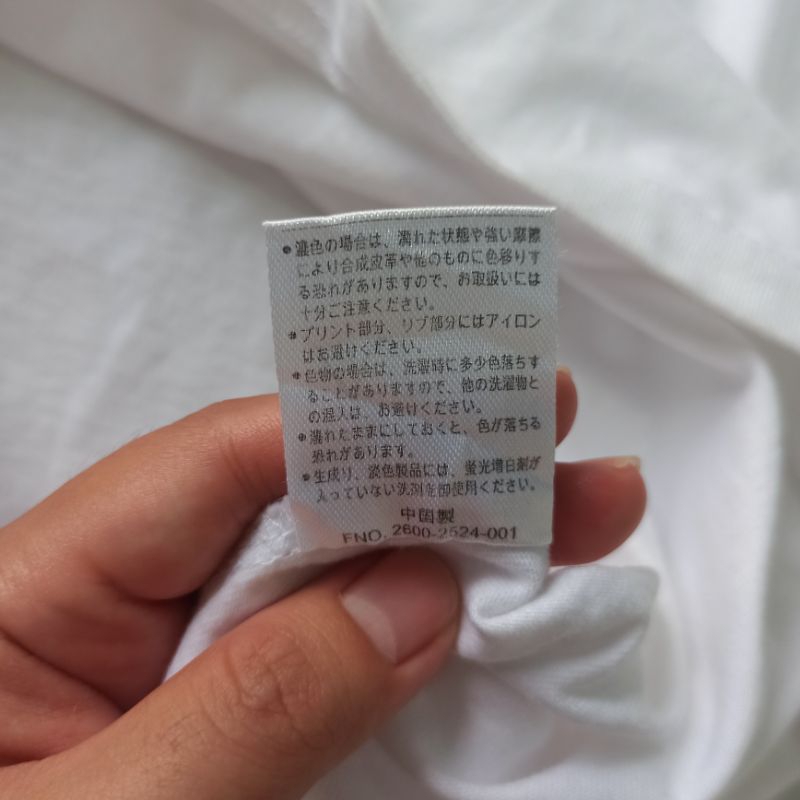 ●濃色の場合は、濡れた状態や強い摩擦
により合成皮革や他のものに色移りす
る恐れがありますので、お取扱いには
十分ご注意ください。
●プリント部分、リブ部分にはアイロン
はお避けください。
●色物の場合は、洗濯時に多少色落ちす
ることがありますので、他の洗濯物と
の混入は、お避けください。
●濡れたままにしておくと、色が落ちる
恐れがあります。
●生成り、淡色製品には、蛍光増白剤が
入っていない洗剤を御使用ください。
中国製
FNO. 2600-2524-001